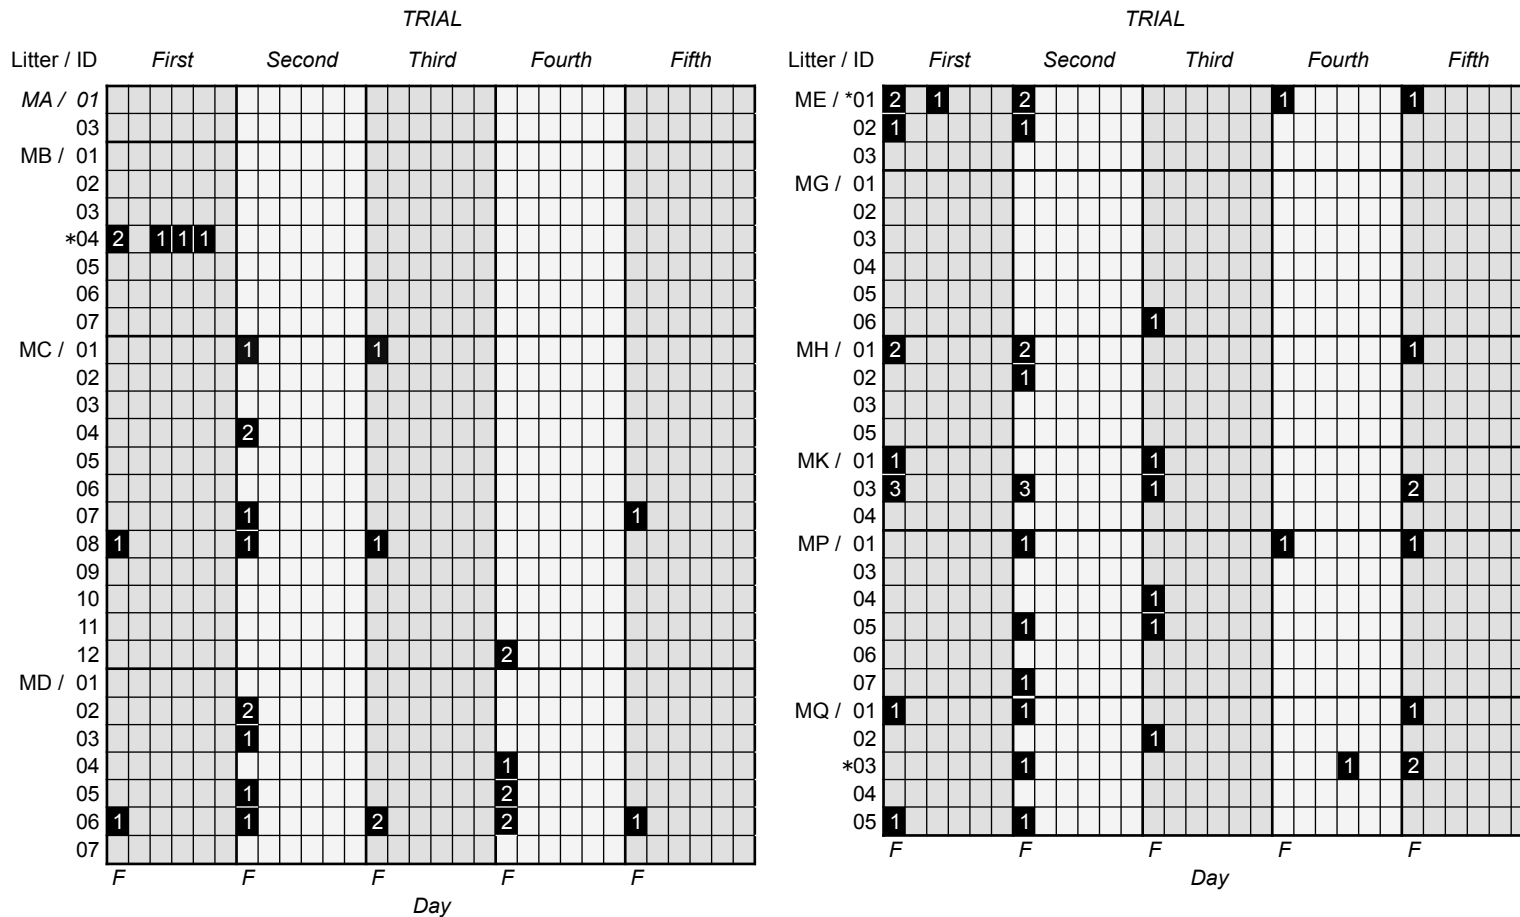 TRIAL
Litter / ID First Second Third Fourth Fifth
MA / 01
03
MB / 01
02
03
*04 2 1 1 1
05
06
07
MC / 01 1 1
02
03
04 2
05
06
07 1 1
08 1 1 1
09
10
11
12 2
MD / 01
02 2
03 1
04 1
05 1 2
06 1 1 2 2 1
07
F F F F F
Day
TRIAL
Litter / ID First Second Third Fourth Fifth
ME / *01 2 1 2 1 1
02 1 1
03
MG / 01
02
03
04
05
06 1
MH / 01 2 2 1
02 1
03
05
MK / 01 1 1
03 3 3 1 2
04
MP / 01 1 1 1
03
04 1
05 1 1
06
07 1
MQ / 01 1 1 1
02 1
*03 1 1 2
04
05 1 1
F F F F F
Day